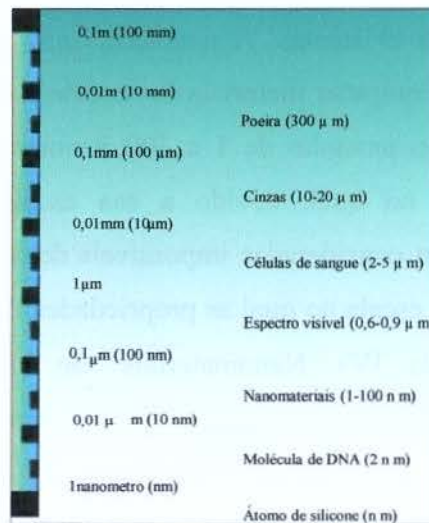 0,1m (100 mm)
0,01m (10 mm)
Poeira (300 µ m)
0,1mm (100 µm)
Cinzas (10-20 µ m)
0,01mm (10µm)
Células de sangue (2-5 µ m)
1µm
Espectro visível (0,6-0,9 µ m
0,1µm (100 nm)
Nanomateriais (1-100 n m)
0,01 µ m (10 nm)
Molécula de DNA (2 n m)
1nanometro (nm)
Átomo de silicone (n m)